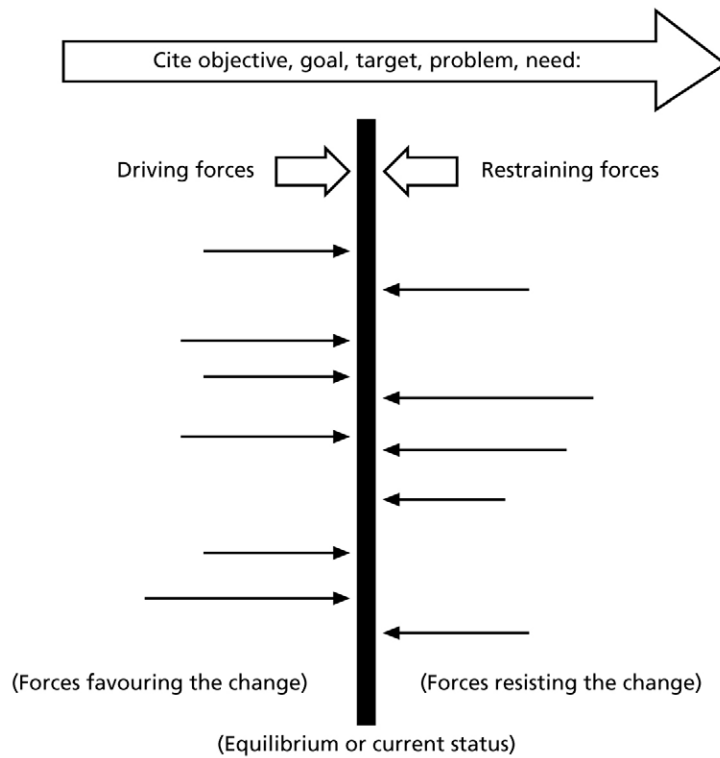 Cite objective, goal, target, problem, need:
Driving forces
Restraining forces
(Forces favouring the change)
(Forces resisting the change)
(Equilibrium or current status)